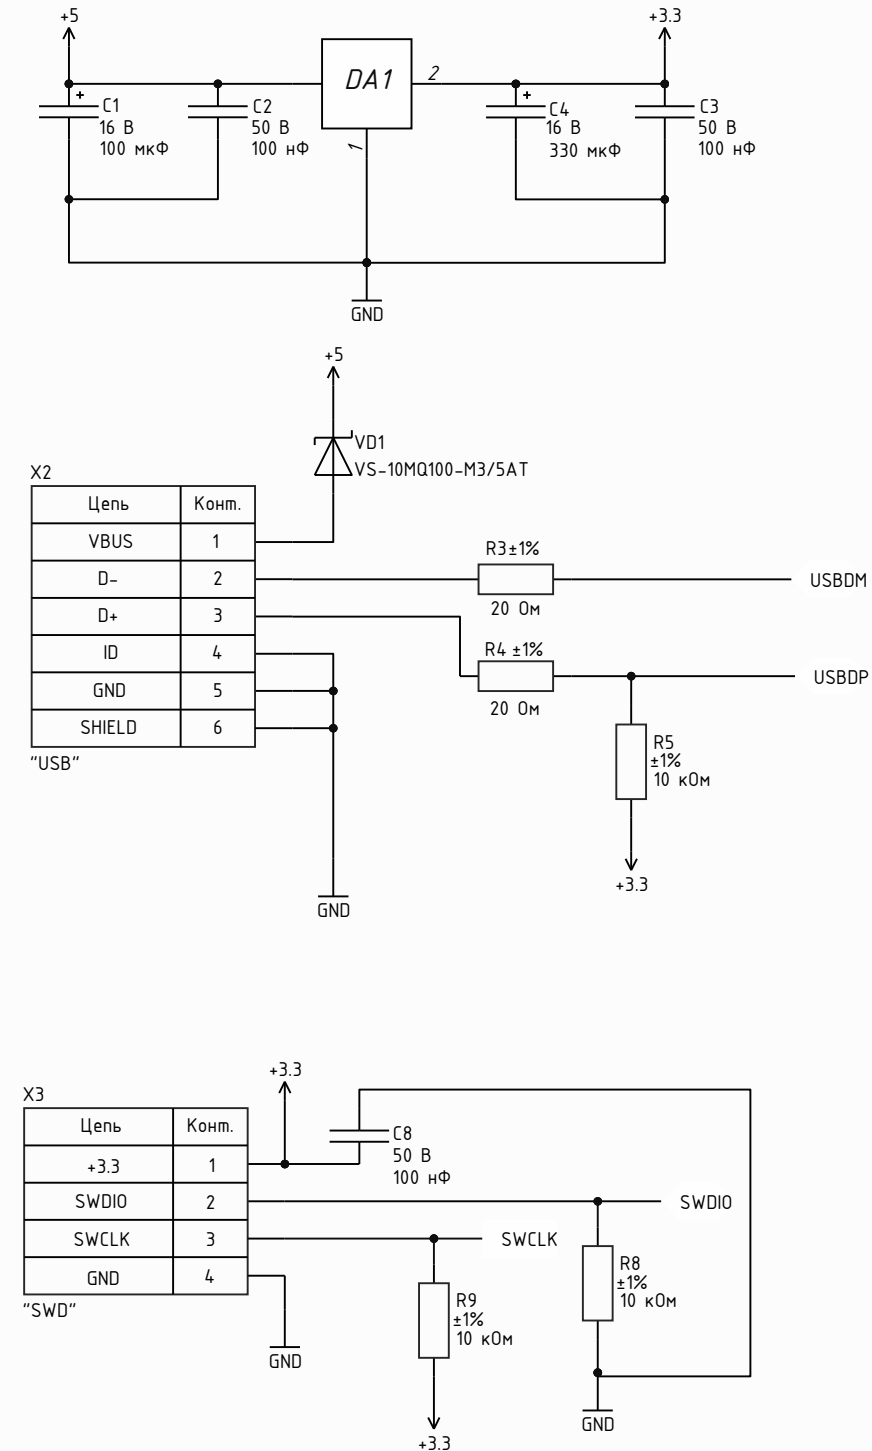 +5
+3.3
DA1
2
1
+
C1
16 В
100 мкФ
C2
50 В
100 нФ
+
C4
16 В
330 мкФ
C3
50 В
100 нФ
GND
+5
VD1
VS-10MQ100-M3/5AT
X2
Цепь Конт.
VBUS 1
D- 2
D+ 3
ID 4
GND 5
SHIELD 6
"USB"
R3±1%
20 Ом
USBDM
R4 ±1%
20 Ом
USBDP
R5
±1%
10 кОм
+3.3
GND
+3.3
X3
Цепь Конт.
+3.3 1
SWDIO 2
SWCLK 3
GND 4
"SWD"
C8
50 В
100 нФ
SWDIO
SWCLK
R8
±1%
10 кОм
R9
±1%
10 кОм
GND
GND
+3.3